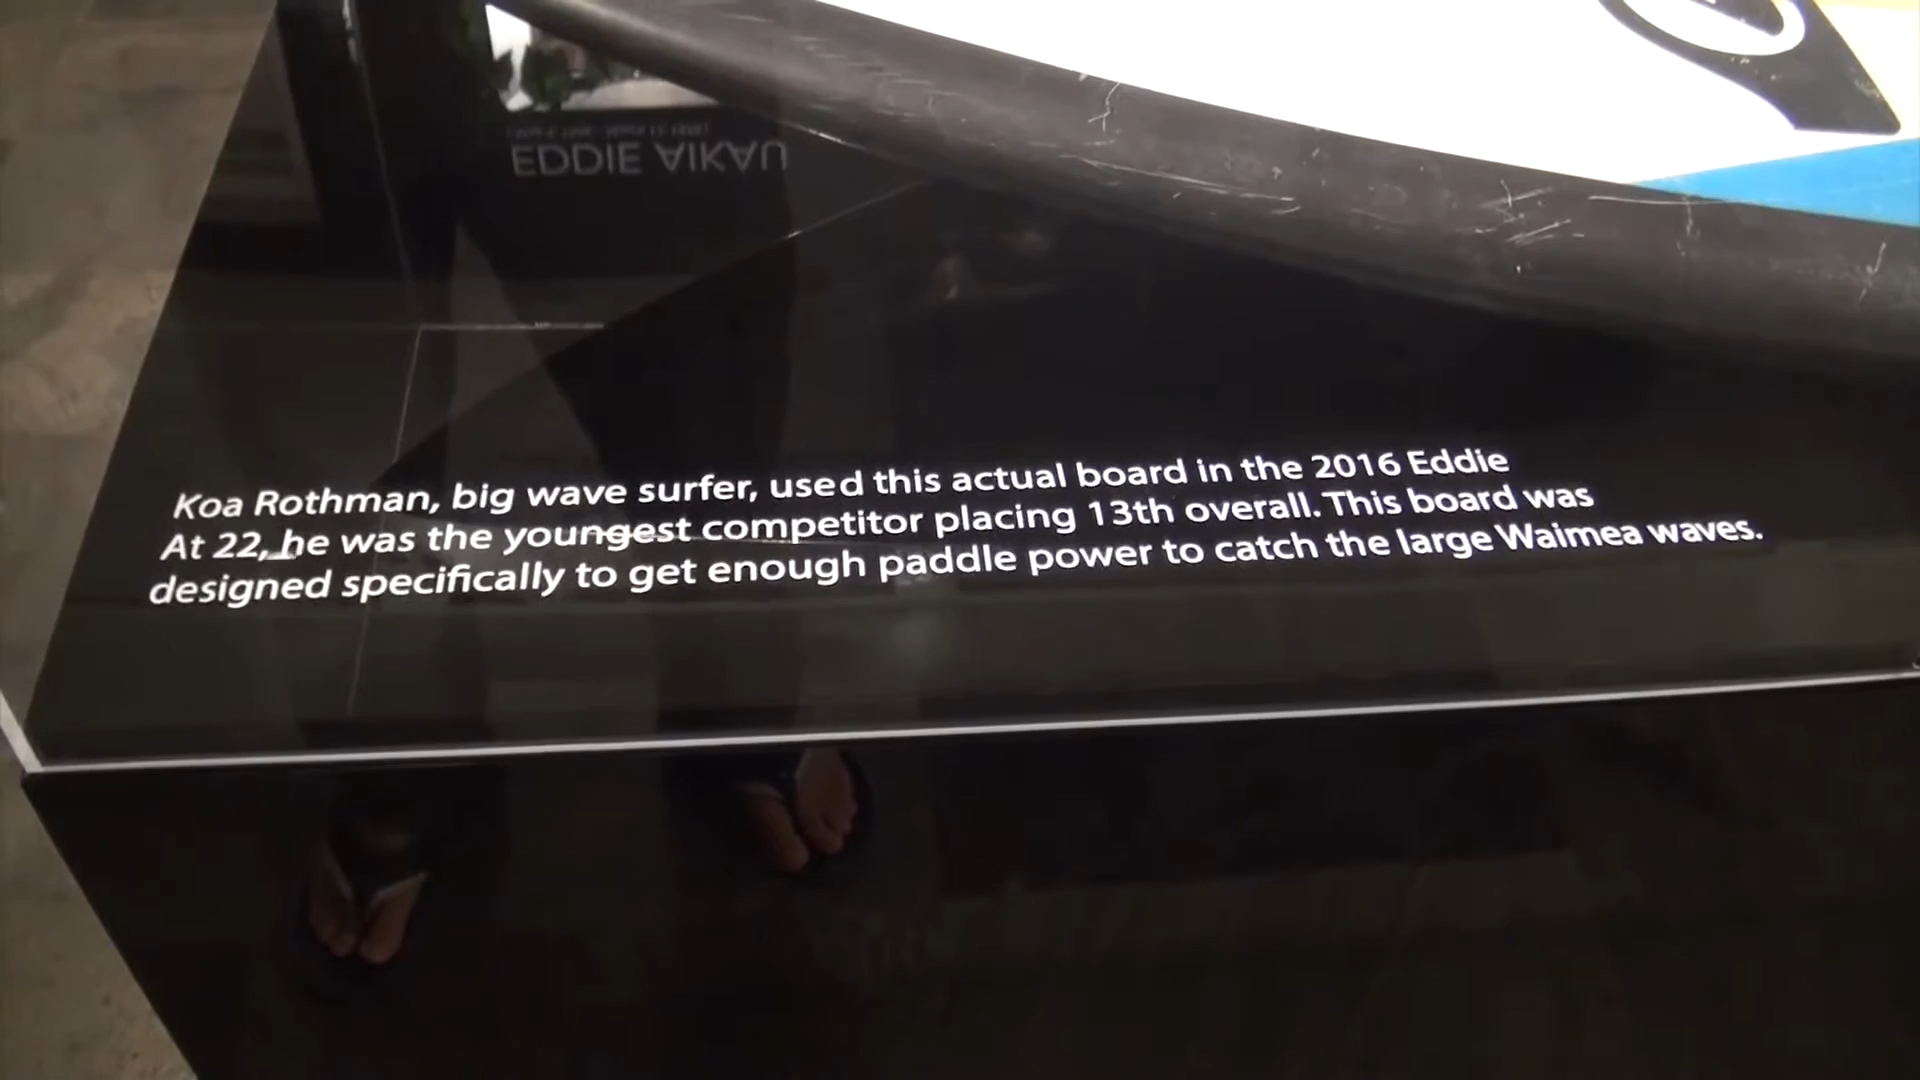 EDDIE AIKAU
Koa Rothman, big wave surfer, used this actual board in the 2016 Eddie
At 22, he was the youngest competitor placing 13th overall. This board was
designed specifically to get enough paddle power to catch the large Waimea waves.